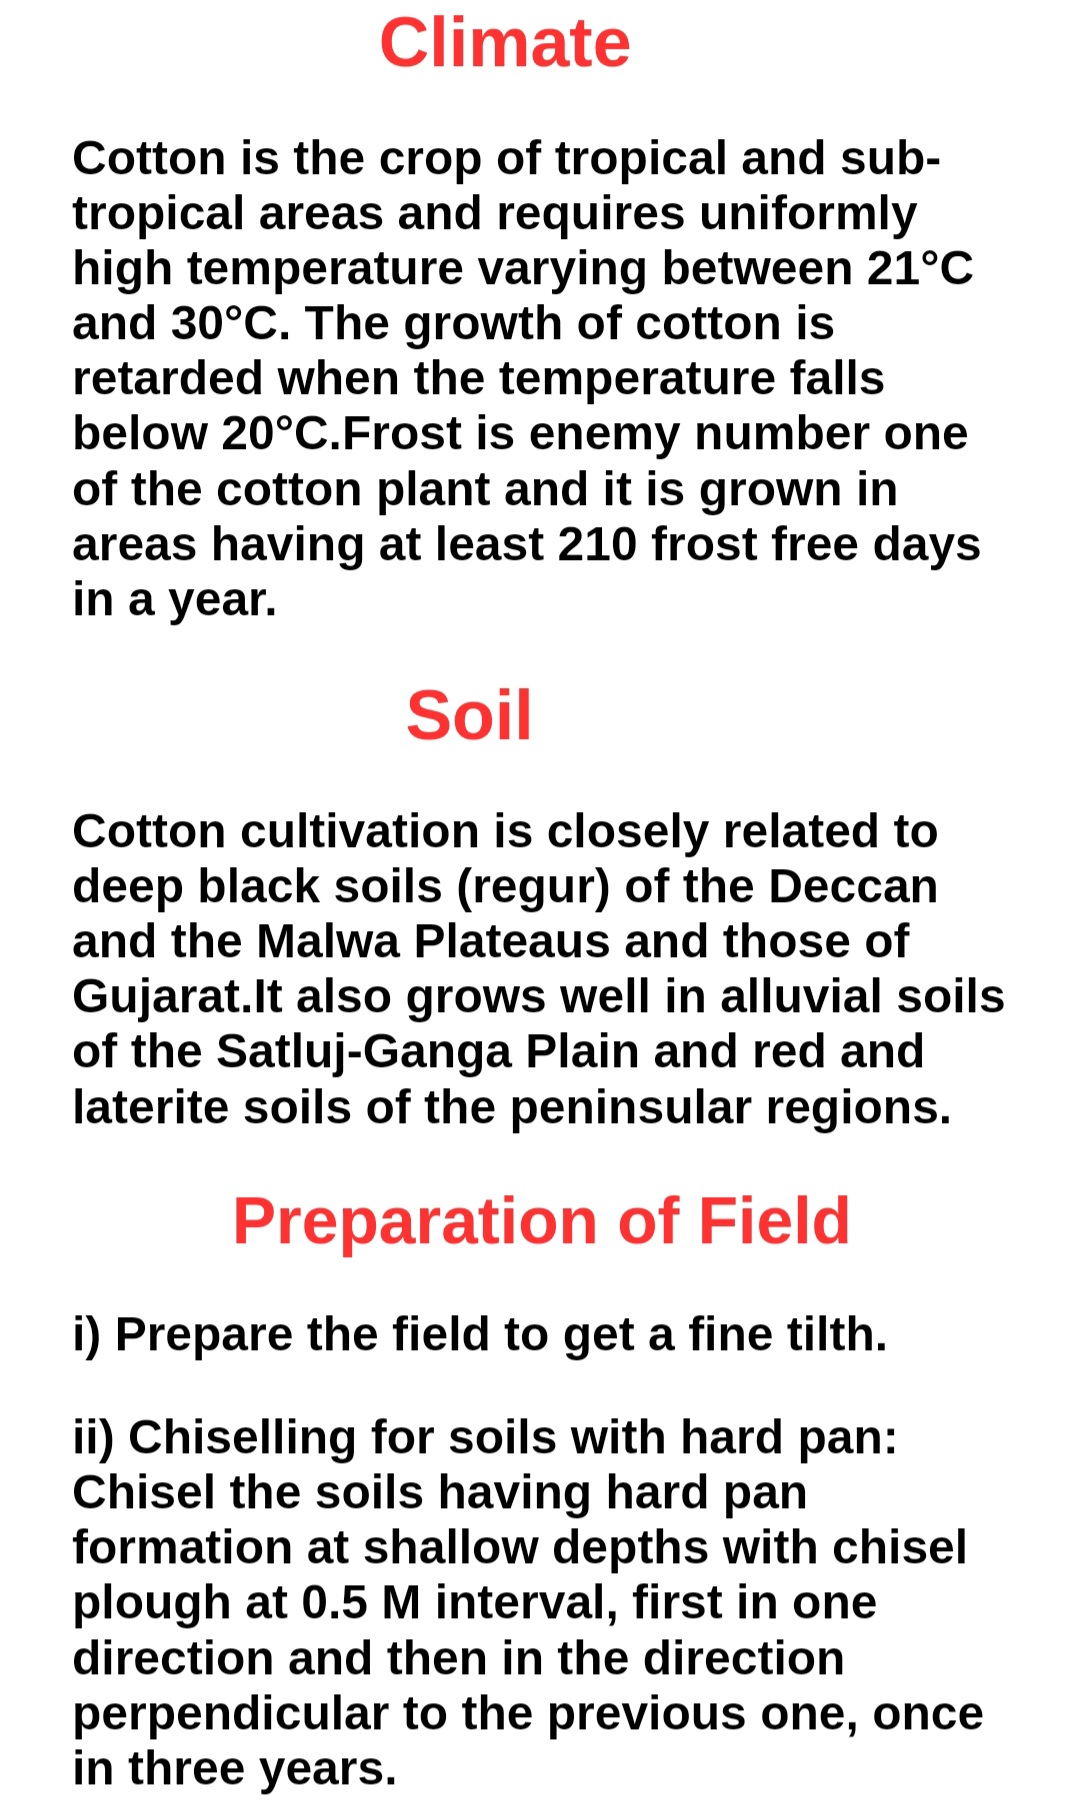 Climate
Cotton is the crop of tropical and sub-
tropical areas and requires uniformly
high temperature varying between 21°C
and 30°C. The growth of cotton is
retarded when the temperature falls
below 20°C.Frost is enemy number one
of the cotton plant and it is grown in
areas having at least 210 frost free days
in a year.
Soil
Cotton cultivation is closely related to
deep black soils (regur) of the Deccan
and the Malwa Plateaus and those of
Gujarat.It also grows well in alluvial soils
of the Satluj-Ganga Plain and red and
laterite soils of the peninsular regions.
Preparation of Field
i) Prepare the field to get a fine tilth.
ii) Chiselling for soils with hard pan:
Chisel the soils having hard pan
formation at shallow depths with chisel
plough at 0.5 M interval, first in one
direction and then in the direction
perpendicular to the previous one, once
in three years.